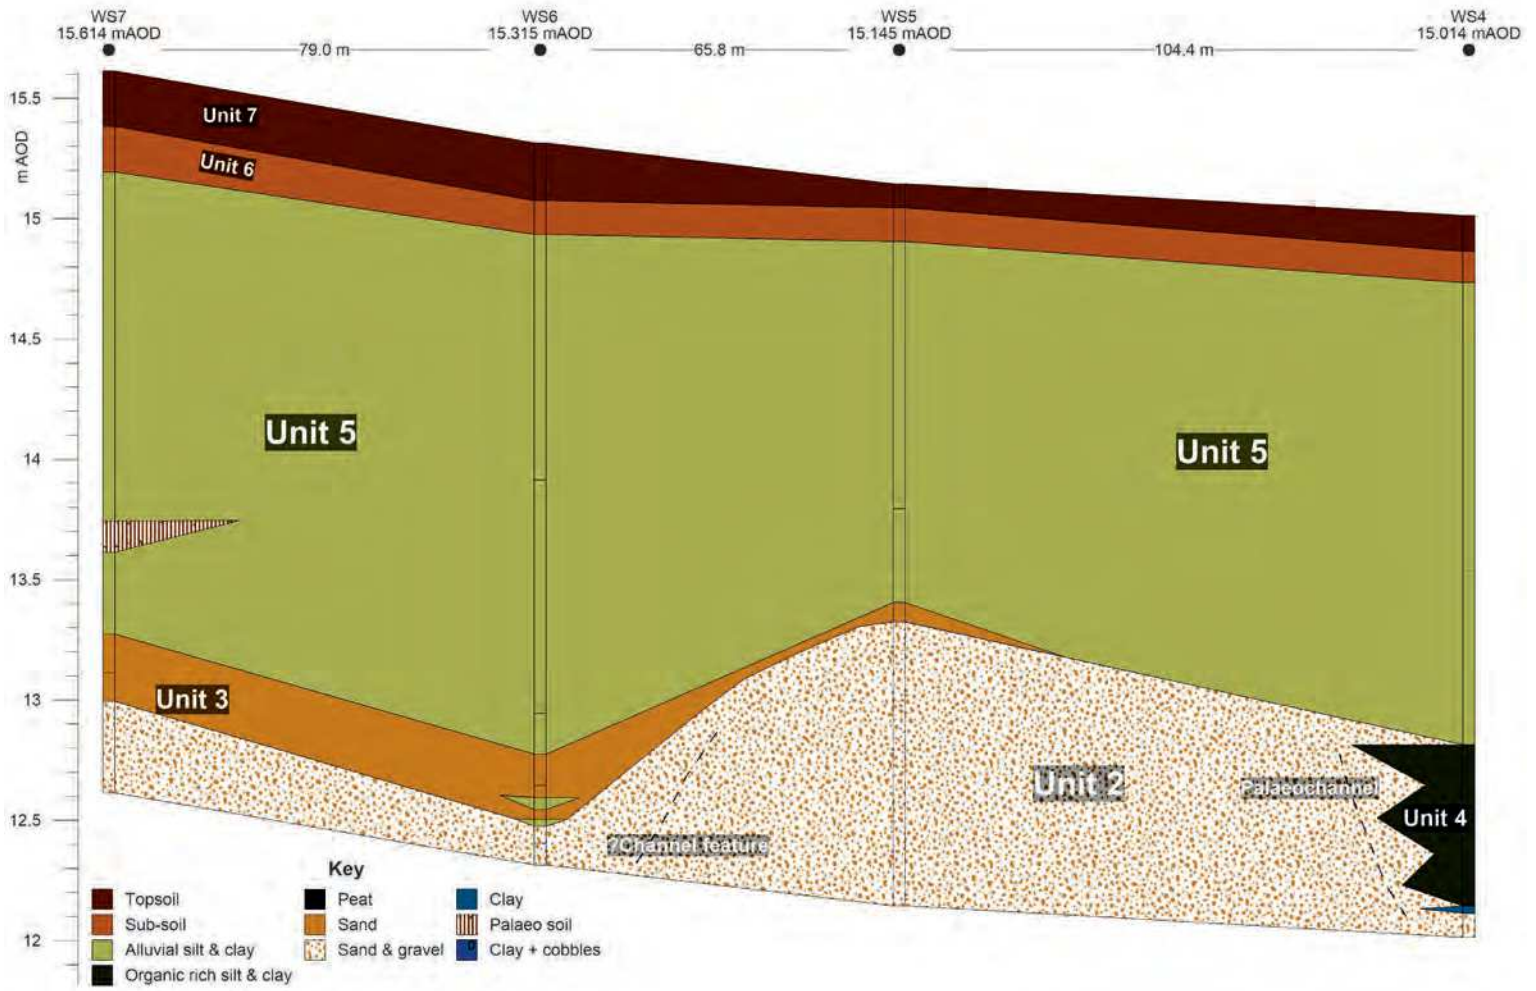 WS7
15.614 mAOD
79.0 m
WS6
15.315 mAOD
65.8 m
WS5
15.145 mAOD
104.4 m
WS4
15.014 mAOD
15.5
m AOD
15
14.5
14
13.5
13
12.5
12
Unit 7
Unit 6
Unit 5
Unit 5
Unit 3
Unit 2
Palaeochannel
Unit 4
?Channel feature
Key
Topsoil
Sub-soil
Alluvial silt & clay
Organic rich silt & clay
Peat
Sand
Sand & gravel
Clay
Palaeo soil
Clay + cobbles